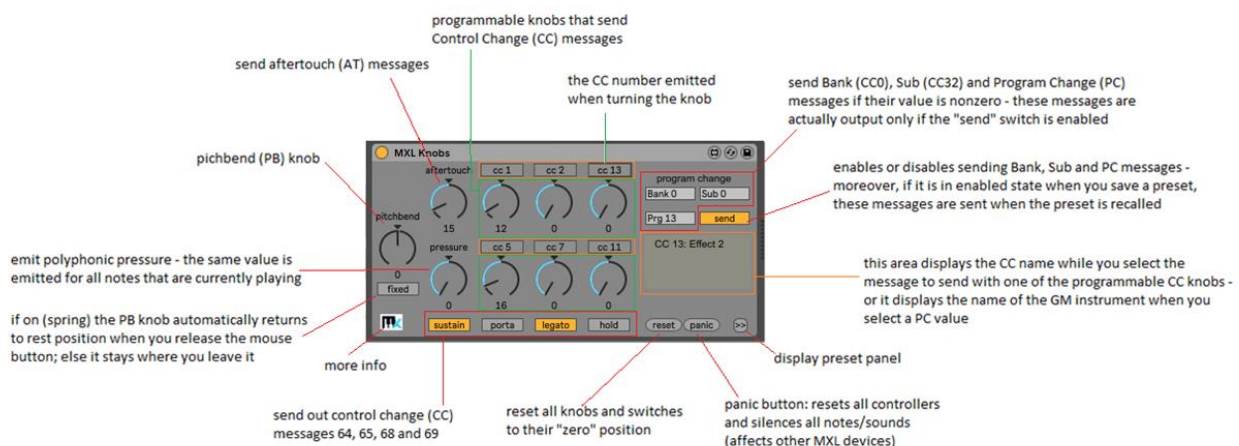 programmable knobs that send
Control Change (CC) messages
send aftertouch (AT) messages
the CC number emitted
when turning the knob
send Bank (CC0), Sub (CC32) and Program Change (PC)
messages if their value is nonzero - these messages are
actually output only if the "send" switch is enabled
pichbend (PB) knob
enables or disables sending Bank, Sub and PC messages -
moreover, if it is in enabled state when you save a preset,
these messages are sent when the preset is recalled
MXL Knobs
aftertouch
cc 1
cc 2
cc 13
program change
Bank 0
Sub 0
pitchbend
15
12
0
0
Prg 13
send
pressure
cc 5
cc 7
cc 11
CC 13: Effect 2
emit polyphonic pressure - the same value is
emitted for all notes that are currently playing
0
fixed
0
16
0
0
this area displays the CC name while you select the
message to send with one of the programmable CC knobs -
or it displays the name of the GM instrument when you
select a PC value
if on (spring) the PB knob automatically returns
to rest position when you release the mouse
button; else it stays where you leave it
mx
sustain
porta
legato
hold
reset
panic
>>
more info
display preset panel
send out control change (CC)
messages 64, 65, 68 and 69
reset all knobs and switches
to their "zero" position
panic button: resets all controllers
and silences all notes/sounds
(affects other MXL devices)